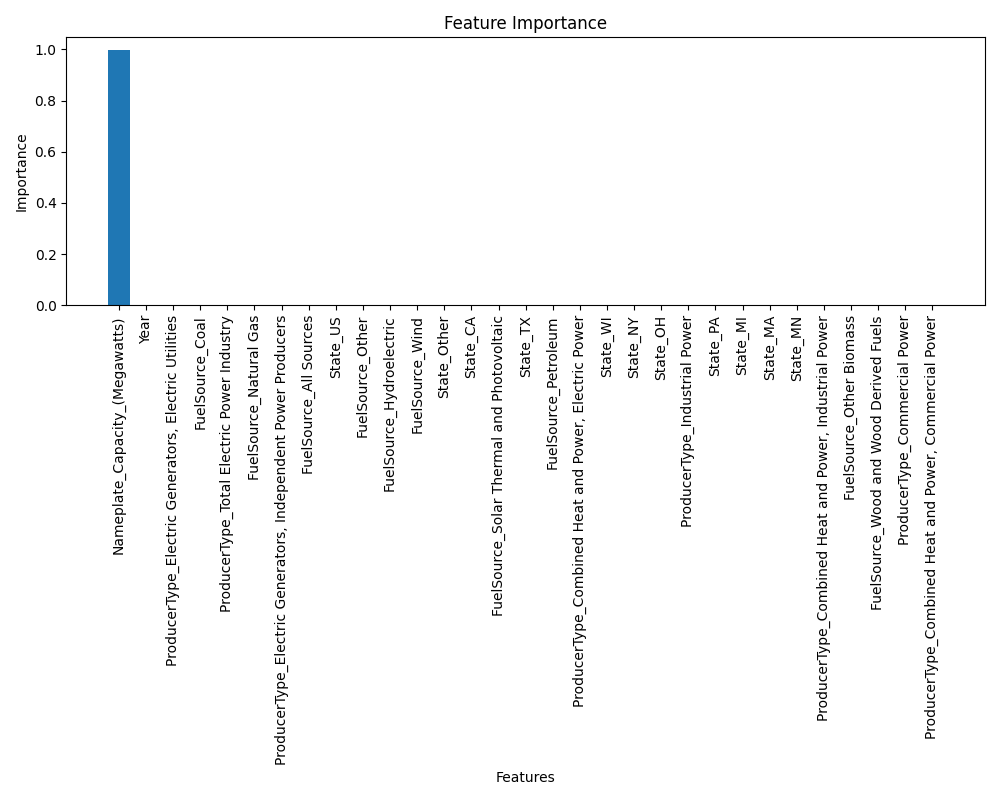 Feature Importance
Importance
1.0
0.8
0.6
0.4
0.2
0.0
Nameplate_Capacity_(Megawatts)
Year
ProducerType_Electric Generators, Electric Utilities
FuelSource_Coal
ProducerType_Total Electric Power Industry
FuelSource_Natural Gas
ProducerType_Electric Generators, Independent Power Producers
FuelSource_All Sources
State_US
FuelSource_Other
FuelSource_Hydroelectric
FuelSource_Wind
State_Other
State_CA
FuelSource_Solar Thermal and Photovoltaic
State_TX
FuelSource_Petroleum
ProducerType_Combined Heat and Power, Electric Power
State_WI
State_NY
State_OH
ProducerType_Industrial Power
State_PA
State_MI
State_MA
State_MN
ProducerType_Combined Heat and Power, Industrial Power
FuelSource_Other Biomass
FuelSource_Wood and Wood Derived Fuels
ProducerType_Commercial Power
ProducerType_Combined Heat and Power, Commercial Power
Features